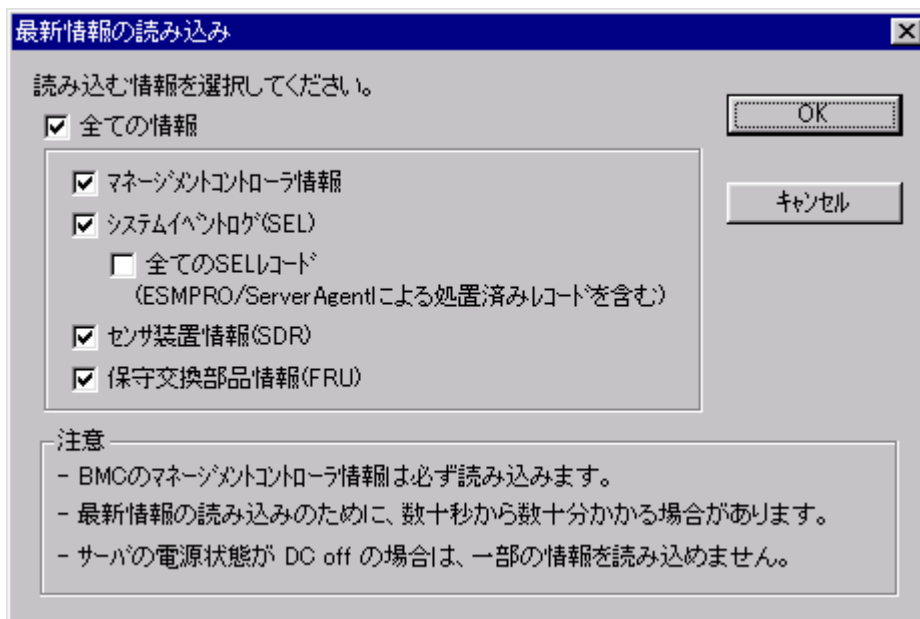 最新情報の読み込み
読み込む情報を選択してください。
全ての情報
OK
マネージメントコントローラ情報
キャンセル
システムイベントログ(SEL)
全てのSELレコード
(ESMPRO/ServerAgentによる処置済みレコードを含む)
センサ装置情報(SDR)
保守交換部品情報(FRU)
注意
- BMCのマネージメントコントローラ情報は必ず読み込みます。
- 最新情報の読み込みのために、数十秒から数十分かかる場合があります。
- サーバの電源状態が DC off の場合は、一部の情報を読み込めません。